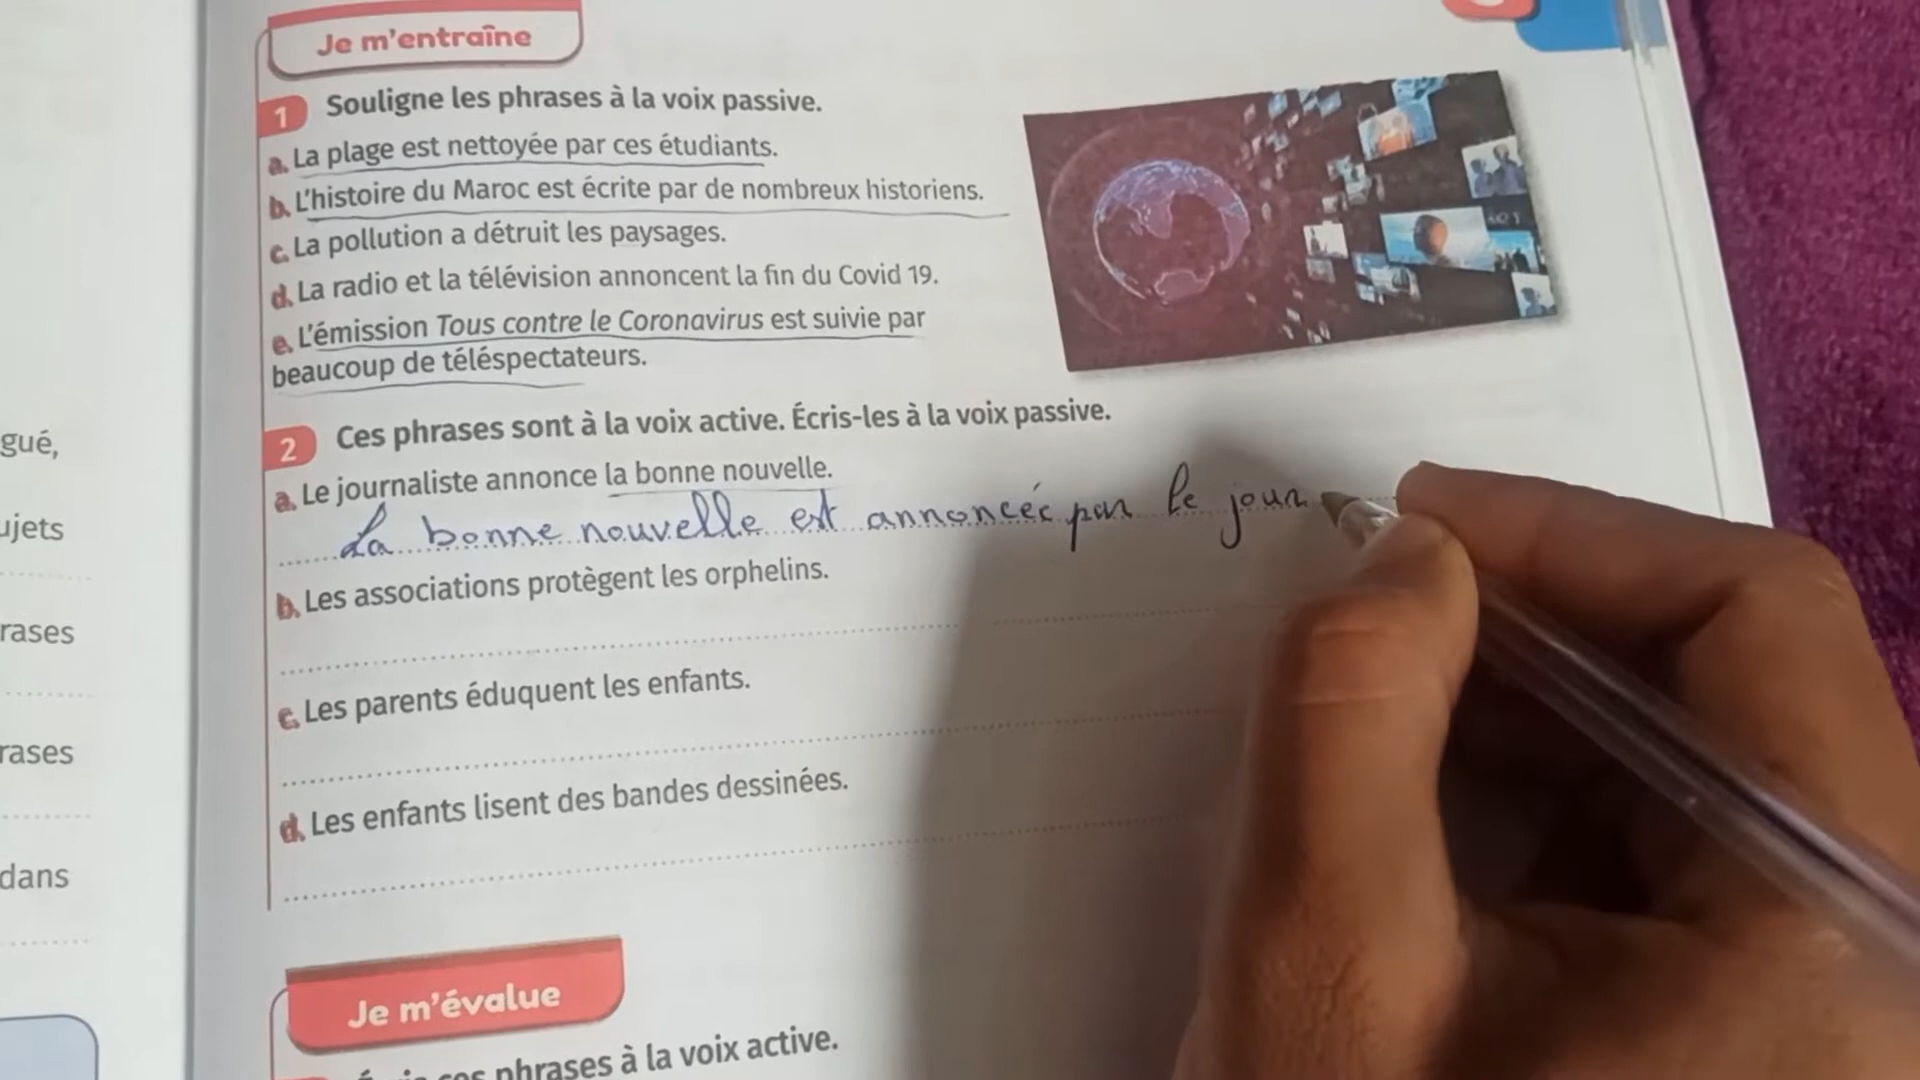 Je m'entraîne
1 Souligne les phrases à la voix passive.
a. La plage est nettoyée par ces étudiants.
b. L'histoire du Maroc est écrite par de nombreux historiens.
c. La pollution a détruit les paysages.
d. La radio et la télévision annoncent la fin du Covid 19.
e. L'émission Tous contre le Coronavirus est suivie par
beaucoup de téléspectateurs.
2 Ces phrases sont à la voix active. Écris-les à la voix passive.
a. Le journaliste annonce la bonne nouvelle.
La bonne nouvelle est annoncée par le jour
b. Les associations protègent les orphelins.
c. Les parents éduquent les enfants.
d. Les enfants lisent des bandes dessinées.
Je m'évalue
phrases à la voix active.
gué,
ujets
rases
rases
dans